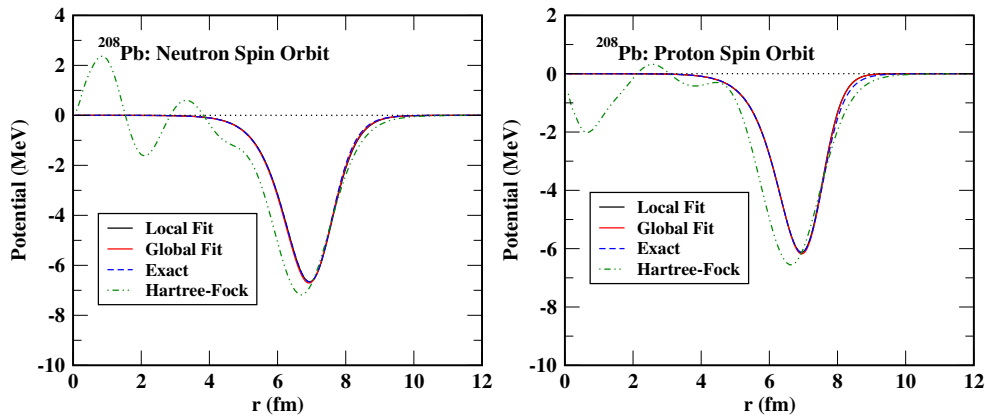 ²⁰⁸Pb: Neutron Spin Orbit
4
2
0
-2
-4
-6
-8
-10
Potential (MeV)
Local Fit
Global Fit
Exact
Hartree-Fock
0 2 4 6 8 10 12
r (fm)
²⁰⁸Pb: Proton Spin Orbit
2
0
-2
-4
-6
-8
-10
Potential (MeV)
Local Fit
Global Fit
Exact
Hartree-Fock
0 2 4 6 8 10 12
r (fm)